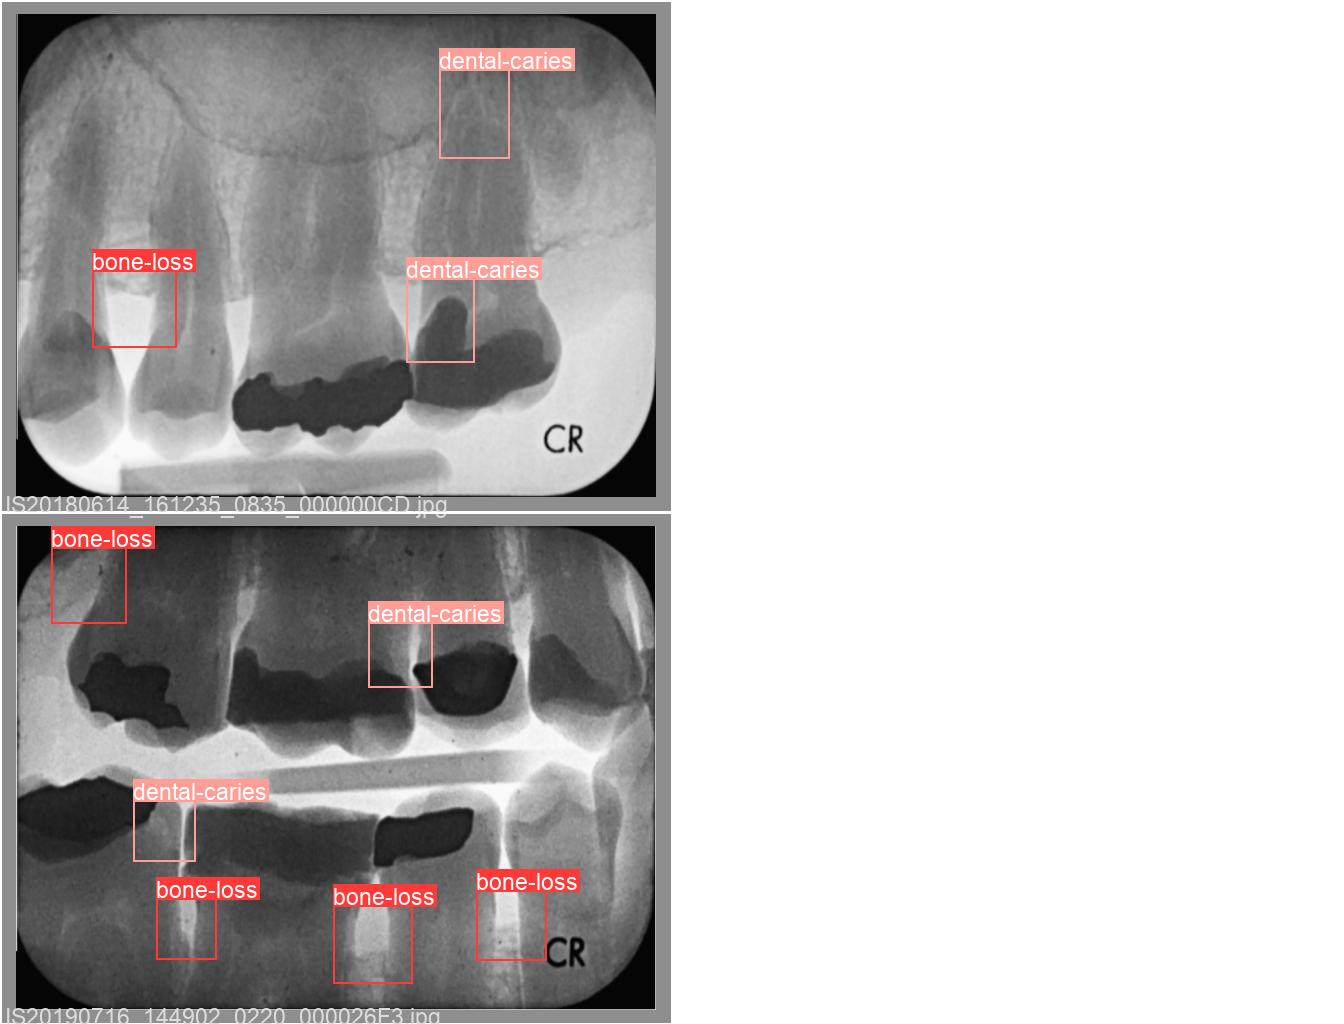 dental-caries
bone-loss
dental-caries
CR
IS20180614_161235_0835_000000CD.jpg
bone-loss
dental-caries
dental-caries
bone-loss
bone-loss
bone-loss
CR
IS20190716_144902_0220_000026F3.jpg